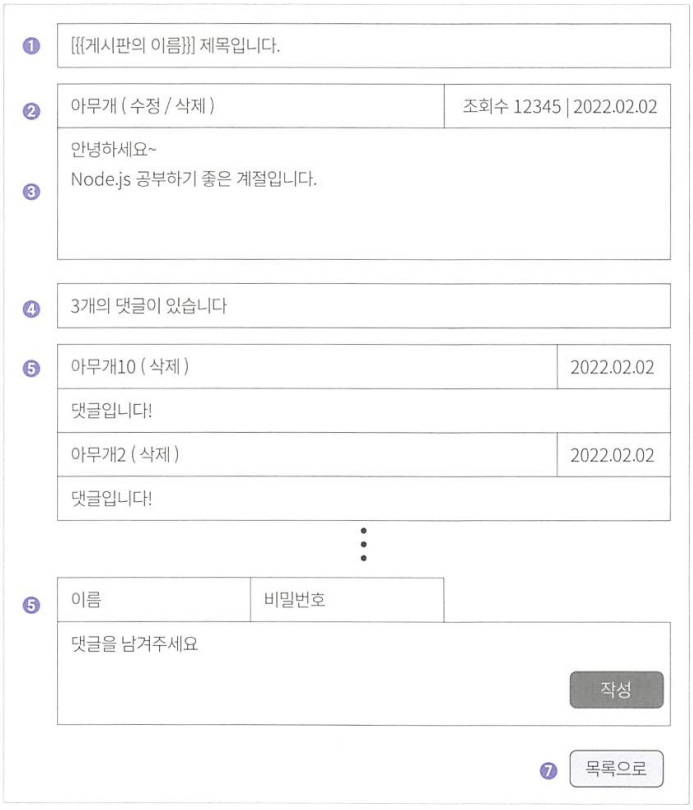 ❶ [{{{게시판의 이름}}}] 제목입니다.
❷ 아무개 ( 수정 / 삭제 ) 조회수 12345 | 2022.02.02
안녕하세요~
❸ Node.js 공부하기 좋은 계절입니다.
❹ 3개의 댓글이 있습니다
❺ 아무개10 ( 삭제 ) 2022.02.02
댓글입니다!
아무개2 ( 삭제 ) 2022.02.02
댓글입니다!
❺ 이름 비밀번호
댓글을 남겨주세요
작성
❼ 목록으로